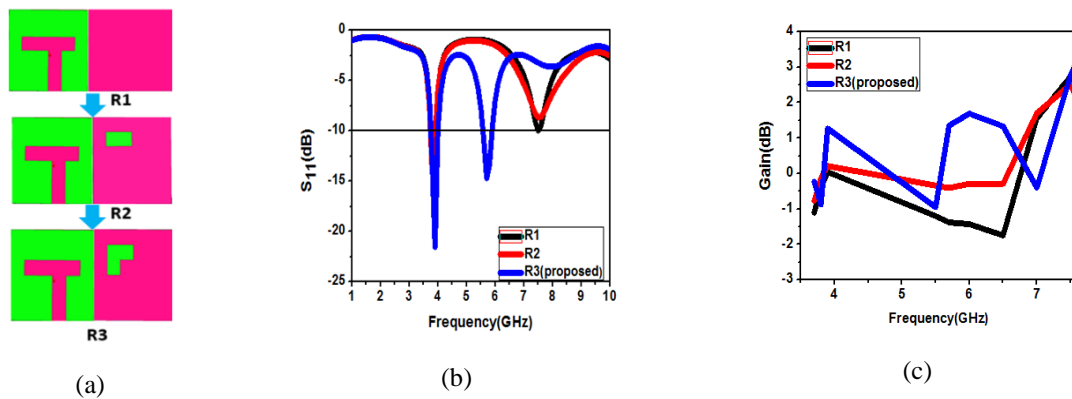 R1
R2
R3
(a)
0
-5
-10
-15
-20
-25
S11(dB)
R1
R2
R3(proposed)
1 2 3 4 5 6 7 8 9 10
Frequency(GHz)
(b)
4
3
2
1
0
-1
-2
-3
Gain(dB)
R1
R2
R3(proposed)
4 5 6 7
Frequency(GHz)
(c)